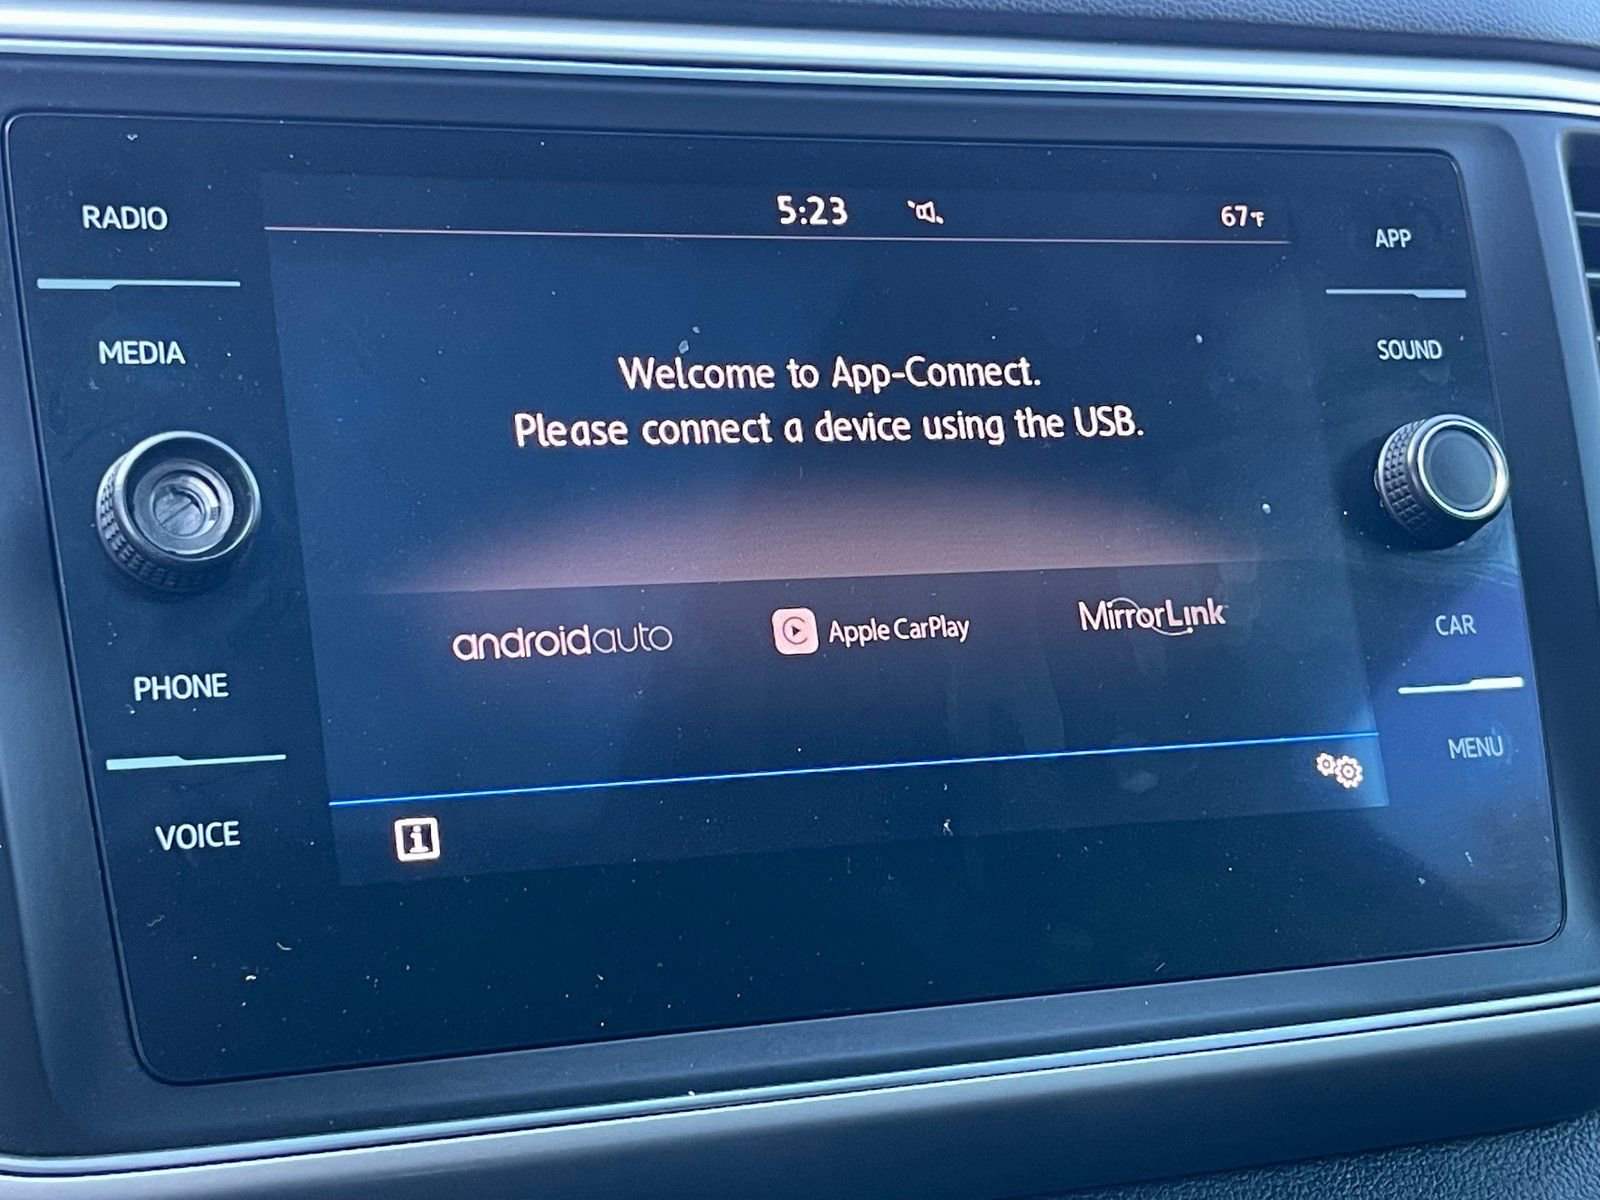 RADIO
5:23
67°F
APP
MEDIA
SOUND
Welcome to App-Connect.
Please connect a device using the USB.
androidauto
Apple CarPlay
MirrorLink
CAR
PHONE
MENU
VOICE
i